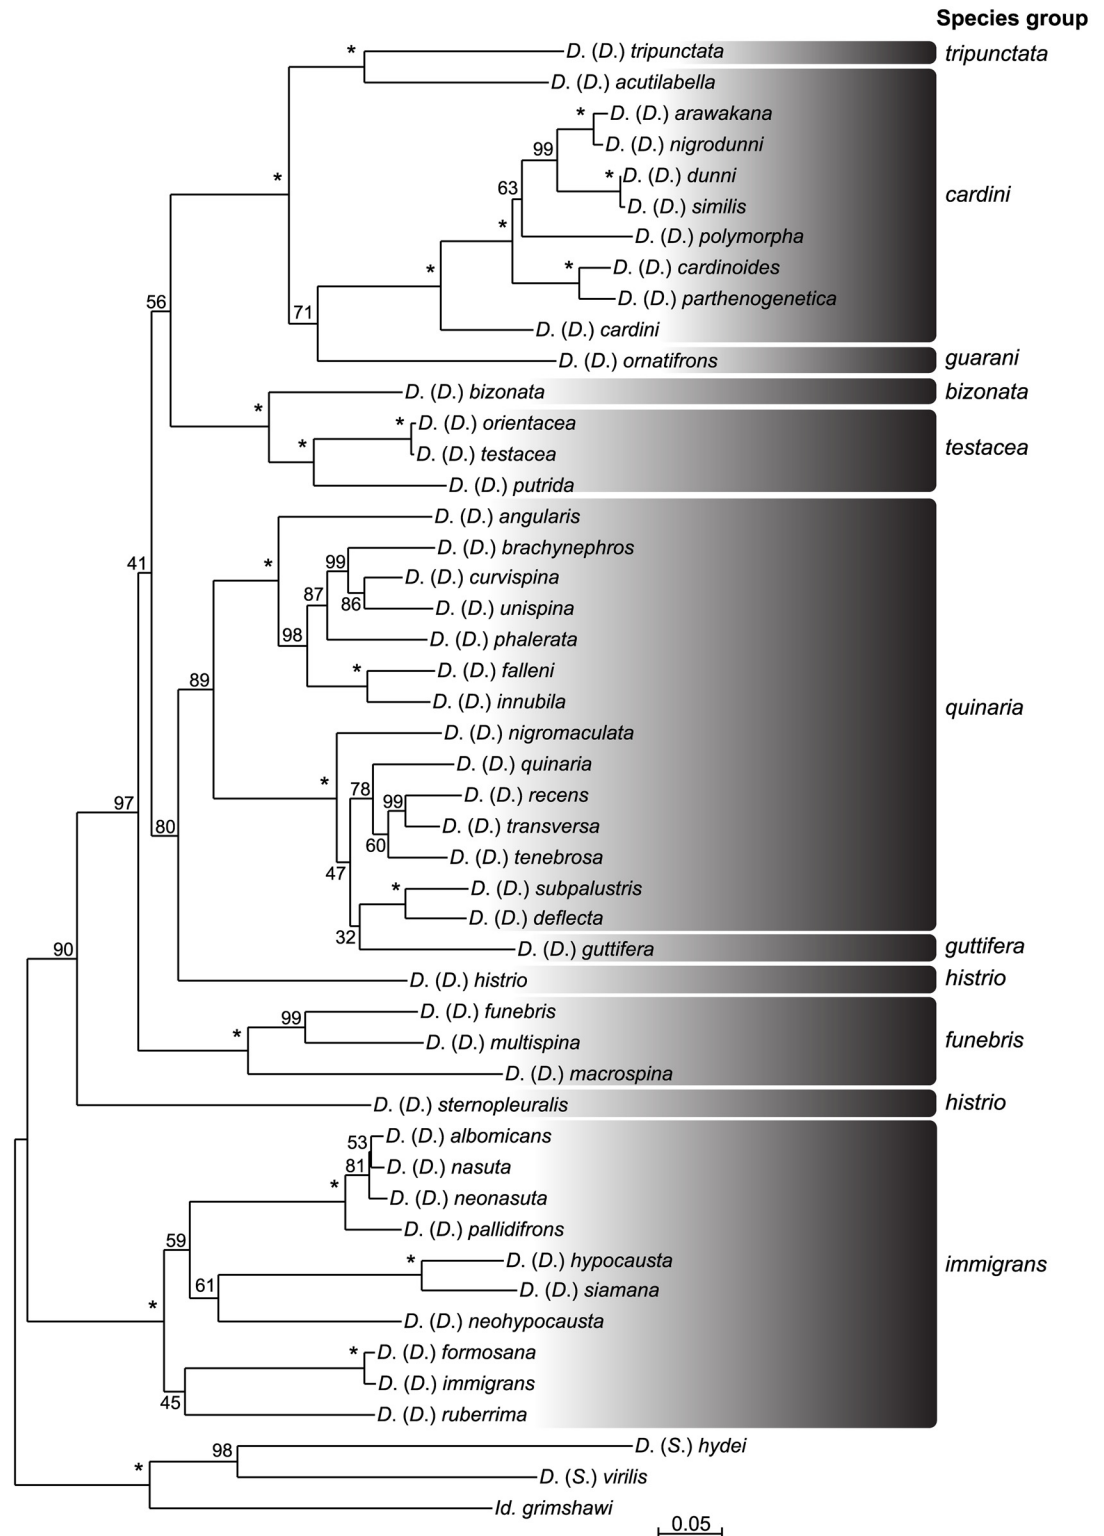 Species group
* D. (D.) tripunctata tripunctata
D. (D.) acutilabella
* D. (D.) arawakana
99 D. (D.) nigrodunni
* * D. (D.) dunni
63 D. (D.) similis cardini
* D. (D.) polymorpha
* * D. (D.) cardinoides
D. (D.) parthenogenetica
56 71 D. (D.) cardini
D. (D.) ornatifrons guarani
* D. (D.) bizonata bizonata
* * D. (D.) orientacea
D. (D.) testacea testacea
D. (D.) putrida
D. (D.) angularis
41 * 99 D. (D.) brachynephros
87 86 D. (D.) curvispina
D. (D.) unispina
98 D. (D.) phalerata
89 * D. (D.) falleni
D. (D.) innubila quinaria
D. (D.) nigromaculata
* 78 D. (D.) quinaria
97 99 D. (D.) recens
80 60 D. (D.) transversa
47 D. (D.) tenebrosa
* D. (D.) subpalustris
32 D. (D.) deflecta
90 D. (D.) guttifera guttifera
D. (D.) histrio histrio
* 99 D. (D.) funebris
D. (D.) multispina funebris
D. (D.) macrospina
D. (D.) sternopleuralis histrio
53 D. (D.) albomicans
* 81 D. (D.) nasuta
D. (D.) neonasuta
59 D. (D.) pallidifrons
* D. (D.) hypocausta immigrans
61 D. (D.) siamana
* D. (D.) neohypocausta
* D. (D.) formosana
45 D. (D.) immigrans
D. (D.) ruberrima
* 98 D. (S.) hydei
D. (S.) virilis
Id. grimshawi
0.05